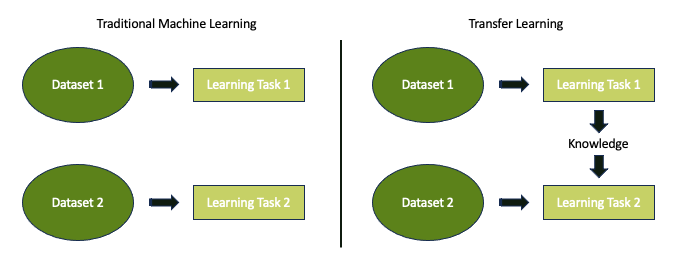 Traditional Machine Learning
Dataset 1
Learning Task 1
Dataset 2
Learning Task 2
Transfer Learning
Dataset 1
Learning Task 1
Knowledge
Dataset 2
Learning Task 2